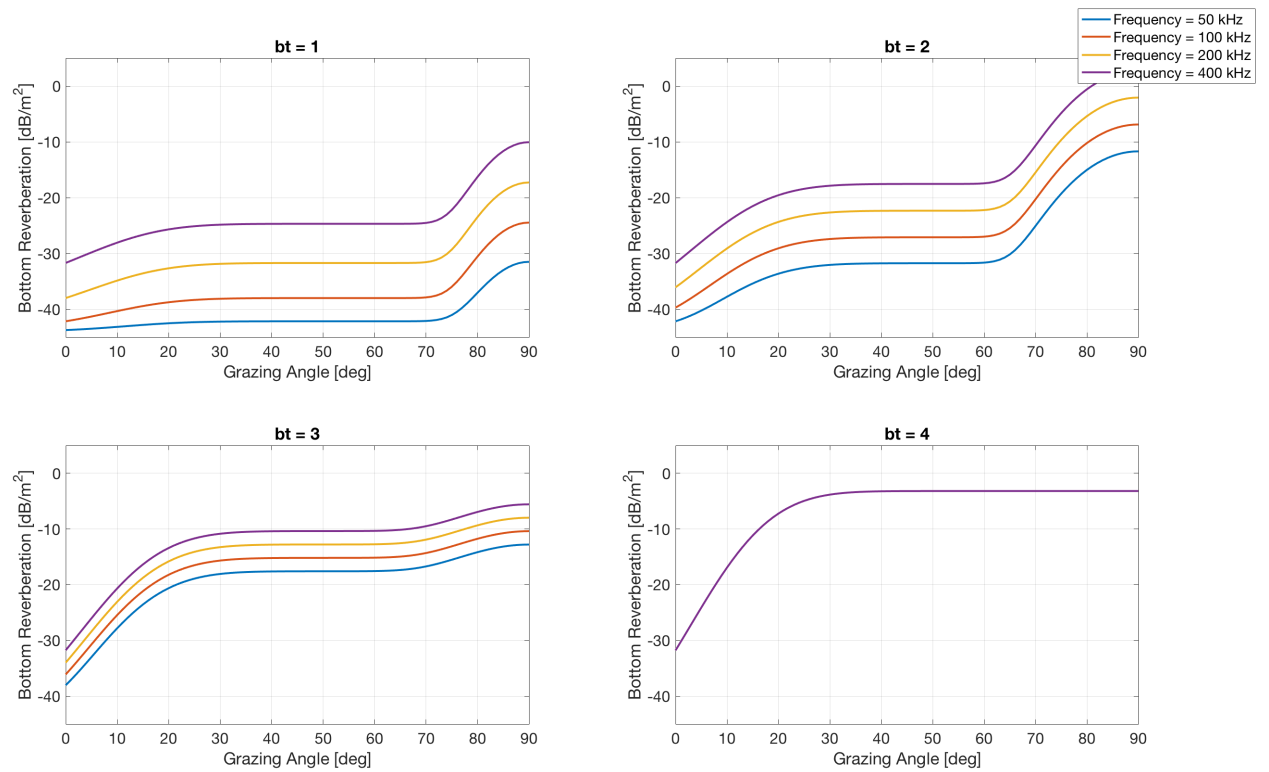 Frequency = 50 kHz
Frequency = 100 kHz
Frequency = 200 kHz
Frequency = 400 kHz
bt = 1
Bottom Reverberation [dB/m²]
0
-10
-20
-30
-40
0 10 20 30 40 50 60 70 80 90
Grazing Angle [deg]
bt = 2
Bottom Reverberation [dB/m²]
0
-10
-20
-30
-40
0 10 20 30 40 50 60 70 80 90
Grazing Angle [deg]
bt = 3
Bottom Reverberation [dB/m²]
0
-10
-20
-30
-40
0 10 20 30 40 50 60 70 80 90
Grazing Angle [deg]
bt = 4
Bottom Reverberation [dB/m²]
0
-10
-20
-30
-40
0 10 20 30 40 50 60 70 80 90
Grazing Angle [deg]